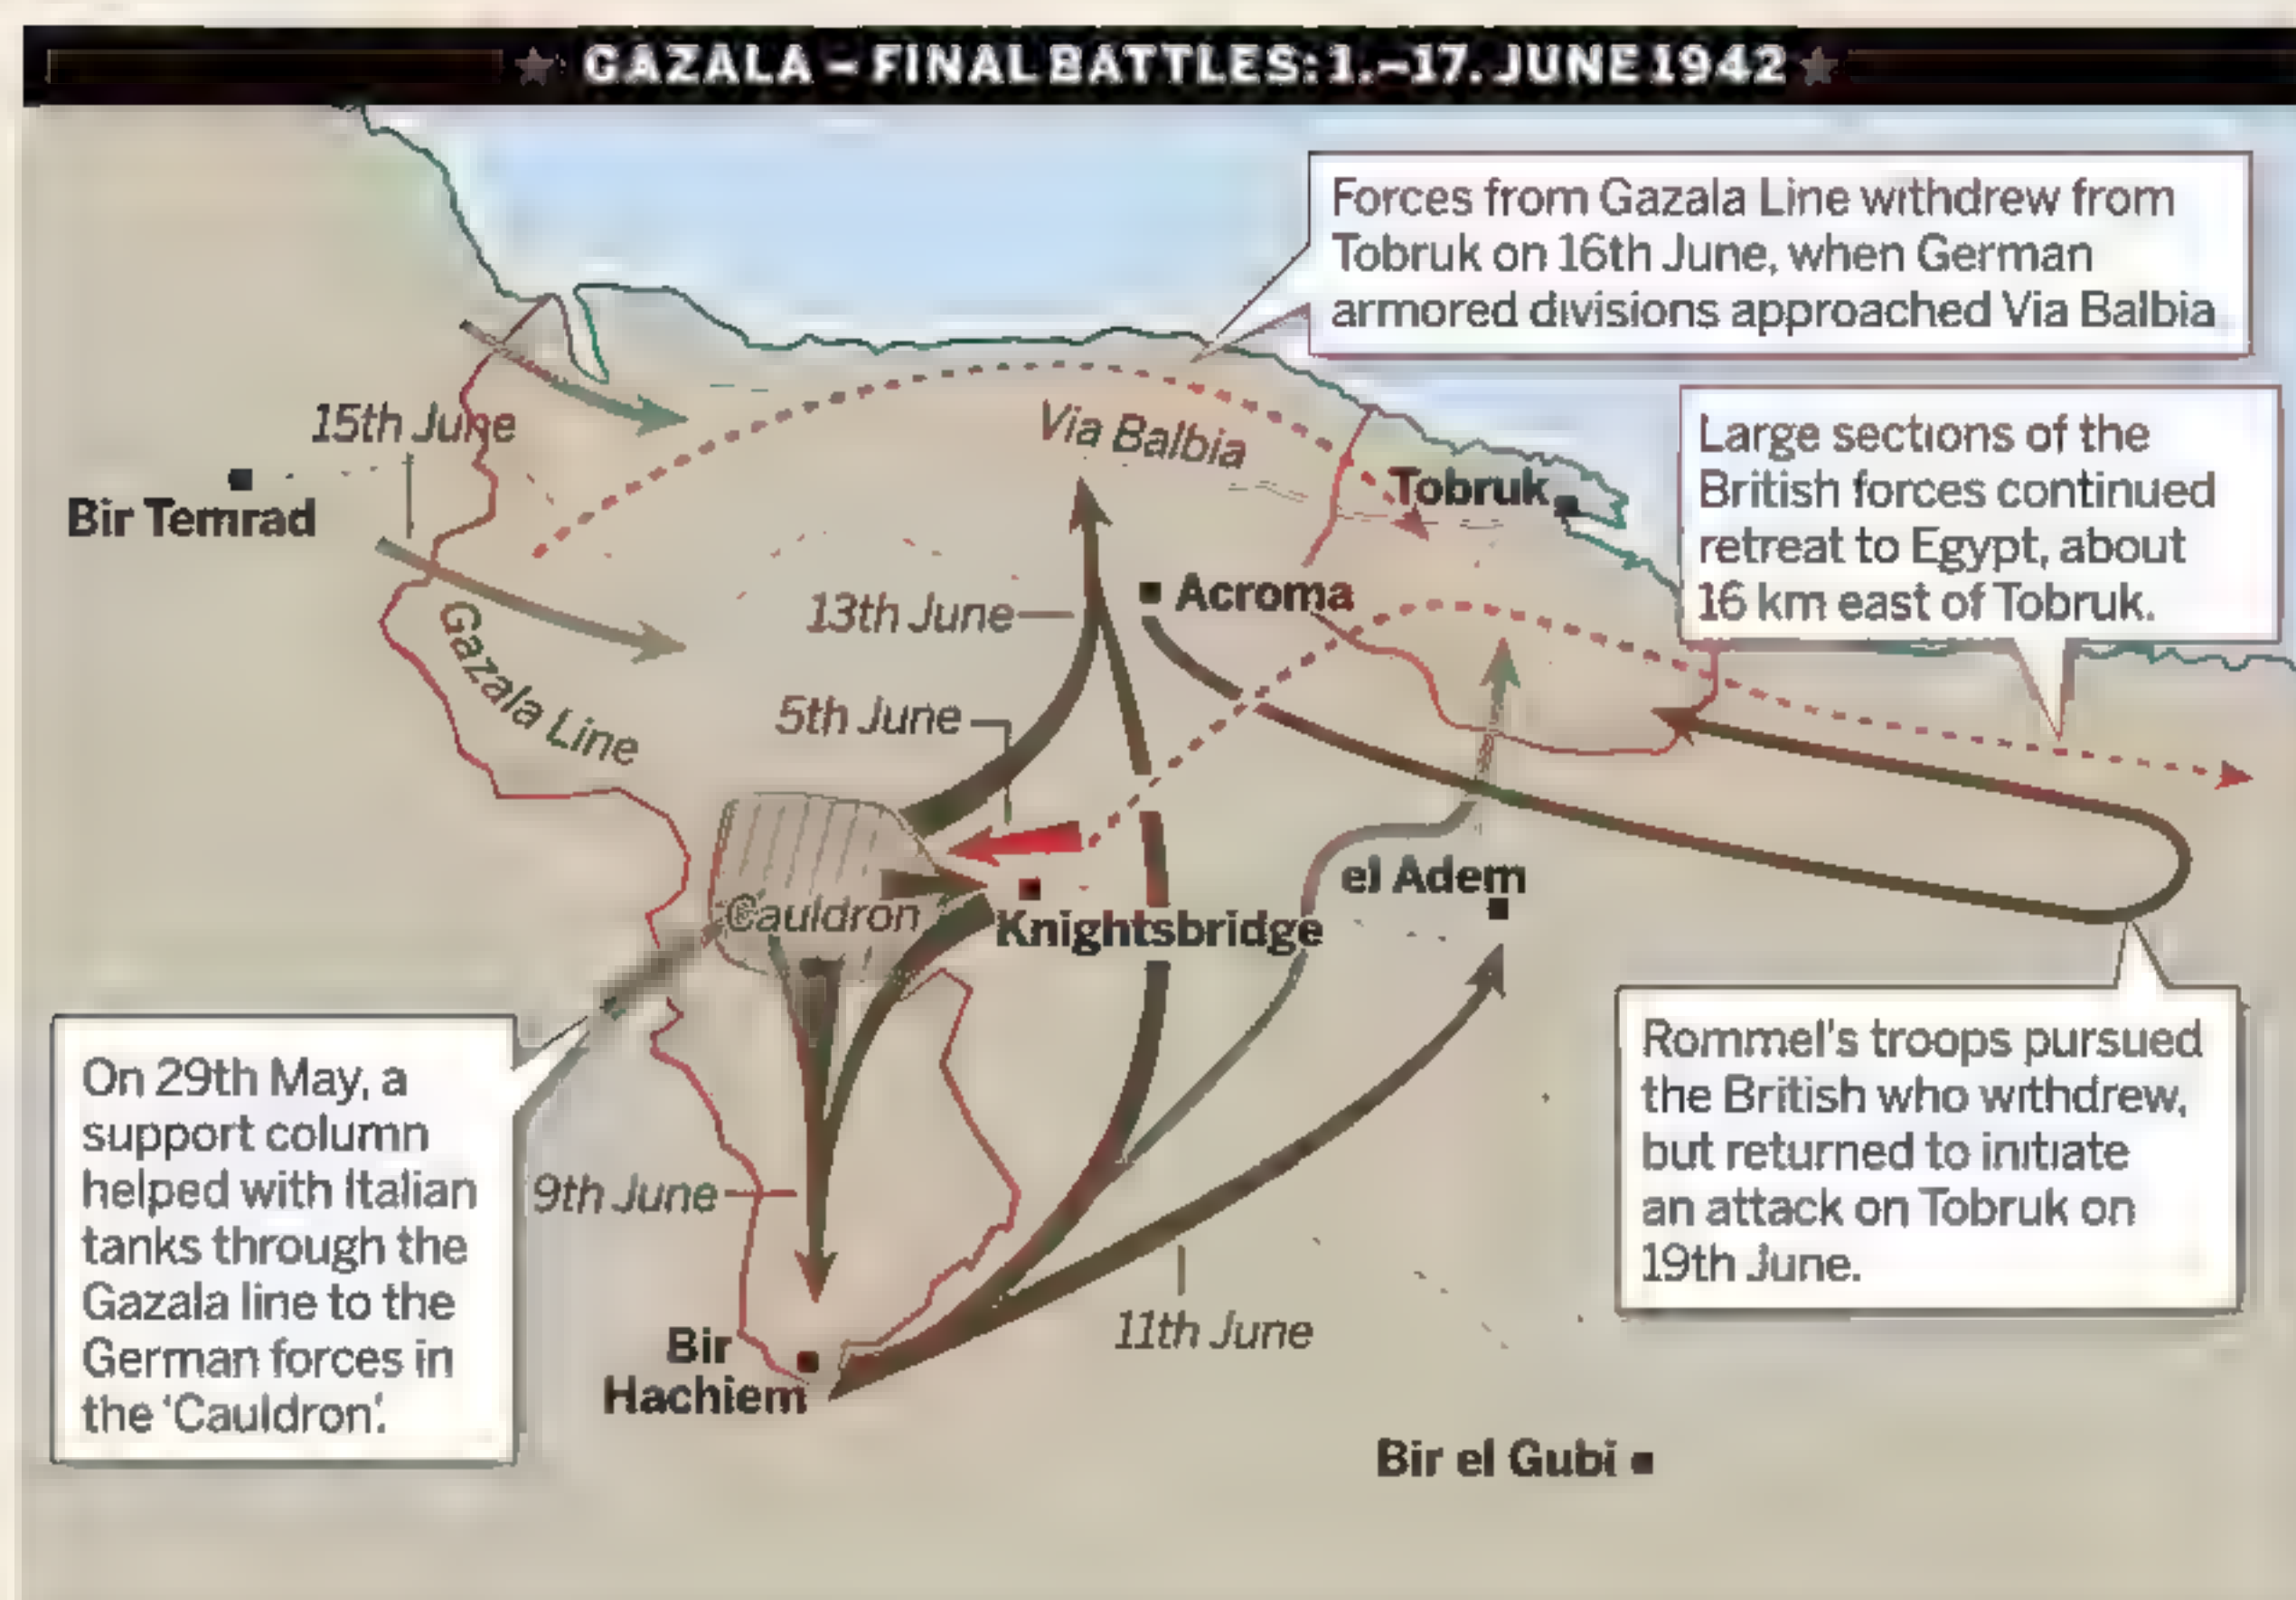 GAZALA – FINAL BATTLES: 1.–17. JUNE 1942
Forces from Gazala Line withdrew from
Tobruk on 16th June, when German
armored divisions approached Via Balbia
Large sections of the
British forces continued
retreat to Egypt, about
16 km east of Tobruk.
15th June
Via Balbia
Tobruk
Bir Temrad
13th June
Acroma
Gazala Line
5th June
el Adem
Cauldron
Knightsbridge
On 29th May, a
support column
helped with Italian
tanks through the
Gazala line to the
German forces in
the ‘Cauldron’.
Rommel's troops pursued
the British who withdrew,
but returned to initiate
an attack on Tobruk on
19th June.
9th June
11th June
Bir
Hachiem
Bir el Gubi